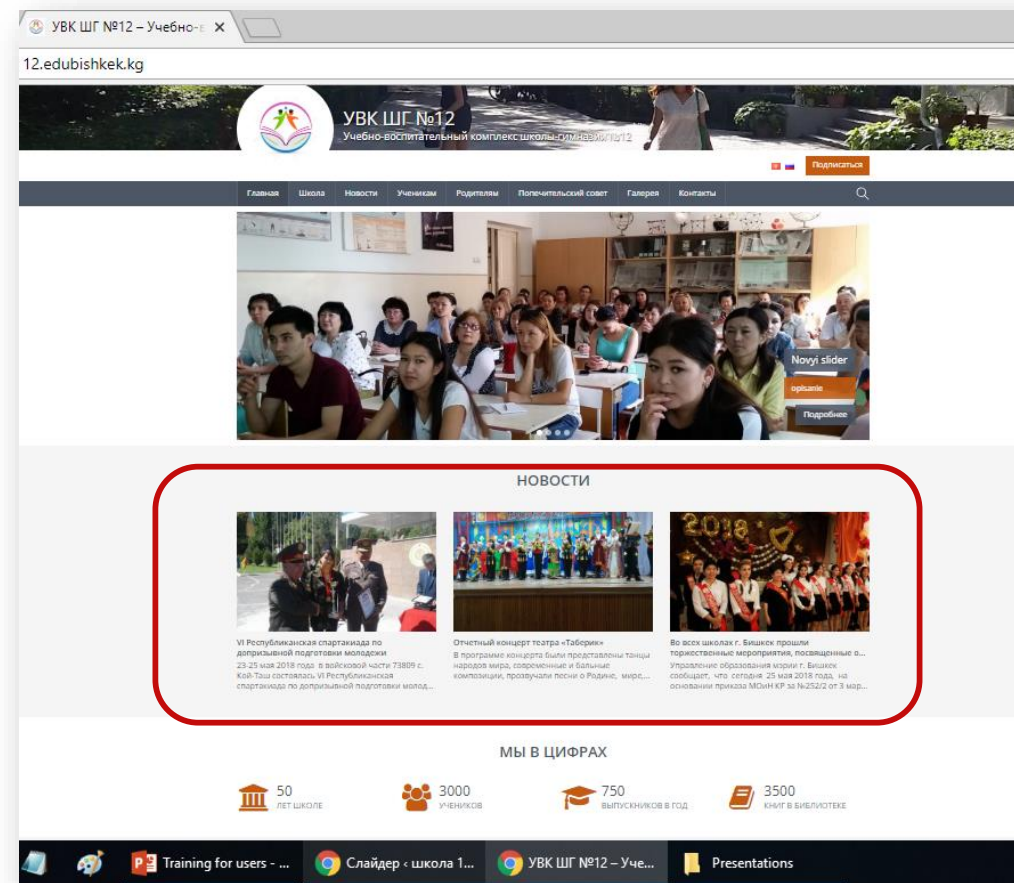 УВК ШГ №12 – Учебно-в
12.edubishkek.kg
УВК ШГ №12
Учебно-воспитательный комплекс школы-гимназии №12
Подписаться
Главная Школа Новости Ученикам Родителям Попечительский совет Галерея Контакты
Novyi slider
opisanie
Подробнее
НОВОСТИ
2018
VI Республиканская спартакиада по
допризывной подготовки молодежи
23-25 мая 2018 года в войсковой части 73809 с.
Кой-Таш состоялась VI Республиканская
спартакиада по допризывной подготовки молод...
Отчетный концерт театра «Таберик»
В программе концерта были представлены танцы
народов мира, современные и бальные
композиции, прозвучали песни о Родине, мире,...
Во всех школах г. Бишкек прошли
торжественные мероприятия, посвященные о...
Управление образования мэрии г. Бишкек
сообщает, что сегодня 25 мая 2018 года, на
основании приказа МОиН КР за №252/2 от 3 мар...
МЫ В ЦИФРАХ
50
ЛЕТ ШКОЛЕ
3000
УЧЕНИКОВ
750
ВЫПУСКНИКОВ В ГОД
3500
КНИГ В БИБЛИОТЕКЕ
Training for users - ...
Слайдер ‹ школа 1...
УВК ШГ №12 – Уче...
Presentations